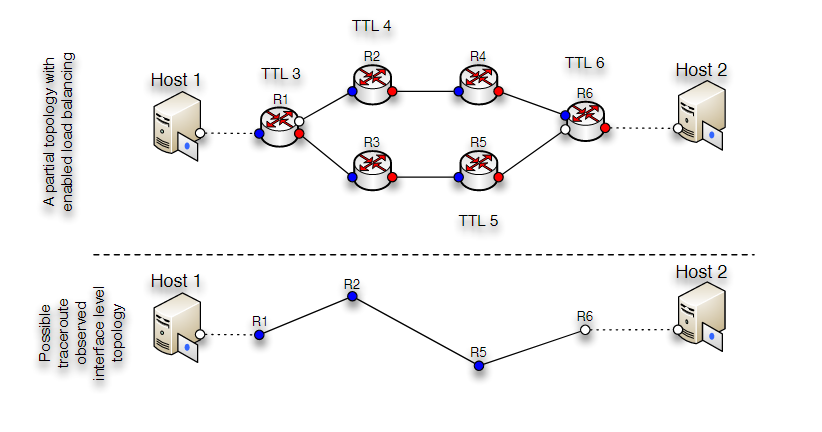 A partial topology with
enabled load balancing
TTL 4
TTL 3
TTL 6
Host 1
Host 2
R1
R2
R4
R6
R3
R5
TTL 5
Possible
traceroute
observed
interface level
topology
Host 1
Host 2
R1
R2
R5
R6